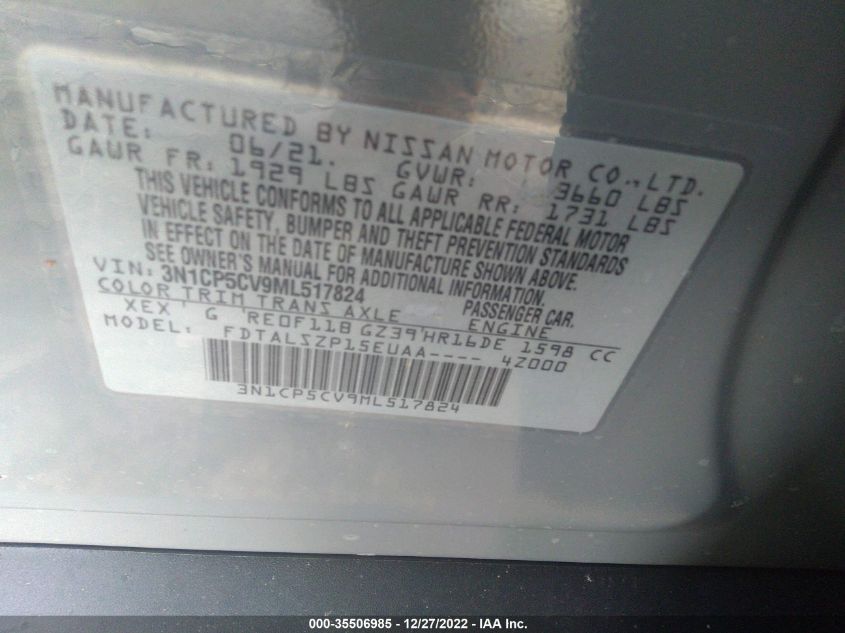 MANUFACTURED BY NISSAN MOTOR CO., LTD.
DATE: 06/21. GVWR: 3660 LBS
GAWR FR: 1929 LBS GAWR RR: 1731 LBS
THIS VEHICLE CONFORMS TO ALL APPLICABLE FEDERAL MOTOR
VEHICLE SAFETY, BUMPER AND THEFT PREVENTION STANDARDS
IN EFFECT ON THE DATE OF MANUFACTURE SHOWN ABOVE.
SEE OWNER'S MANUAL FOR ADDITIONAL INFORMATION.
VIN: 3N1CP5CV9ML517824 PASSENGER CAR.
COLOR TRIM TRANS AXLE ENGINE
XEX' G 'RE0F11B GZ39'HR16DE 1598 CC
MODEL: FDTALSZP15EUAA---- 4Z000
3N1CP5CV9ML517824
000-35506985 - 12/27/2022 - IAA Inc.